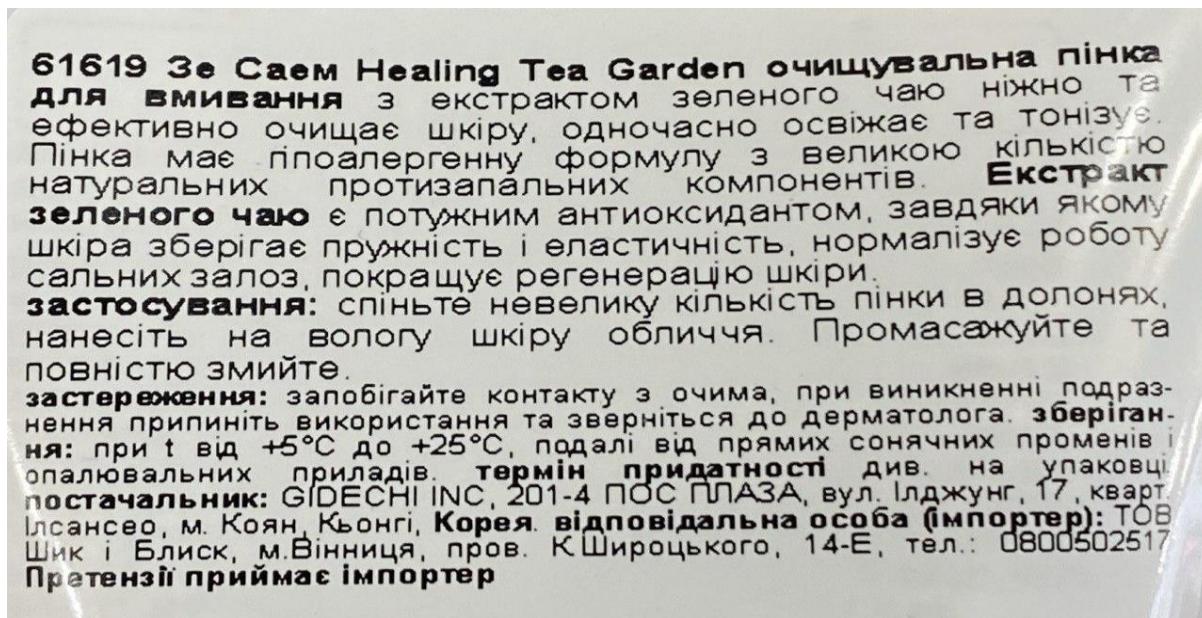 61619 Зе Саем Healing Tea Garden очищувальна пінка
для вмивання з екстрактом зеленого чаю ніжно та
ефективно очищає шкіру, одночасно освіжає та тонізує.
Пінка має гіпоалергенну формулу з великою кількістю
натуральних протизапальних компонентів. Екстракт
зеленого чаю є потужним антиоксидантом, завдяки якому
шкіра зберігає пружність і еластичність, нормалізує роботу
сальних залоз, покращує регенерацію шкіри.
застосування: спіньте невелику кількість пінки в долонях,
нанесіть на вологу шкіру обличчя. Промасажуйте та
повністю змийте.
застереження: запобігайте контакту з очима, при виникненні подраз-
нення припиніть використання та зверніться до дерматолога. зберіган-
ня: при t від +5°C до +25°C, подалі від прямих сонячних променів і
опалювальних приладів. термін придатності див. на упаковці.
постачальник: GIDECHI INC, 201-4 ПОС ПЛАЗА, вул. Ілджунг, 17, кварт.
Ілсансео, м. Коян, Кьонгі, Корея. відповідальна особа (імпортер): ТОВ
Шик і Блиск, м.Вінниця, пров. К.Широцького, 14-Е, тел.: 0800502517
Претензії приймає імпортер